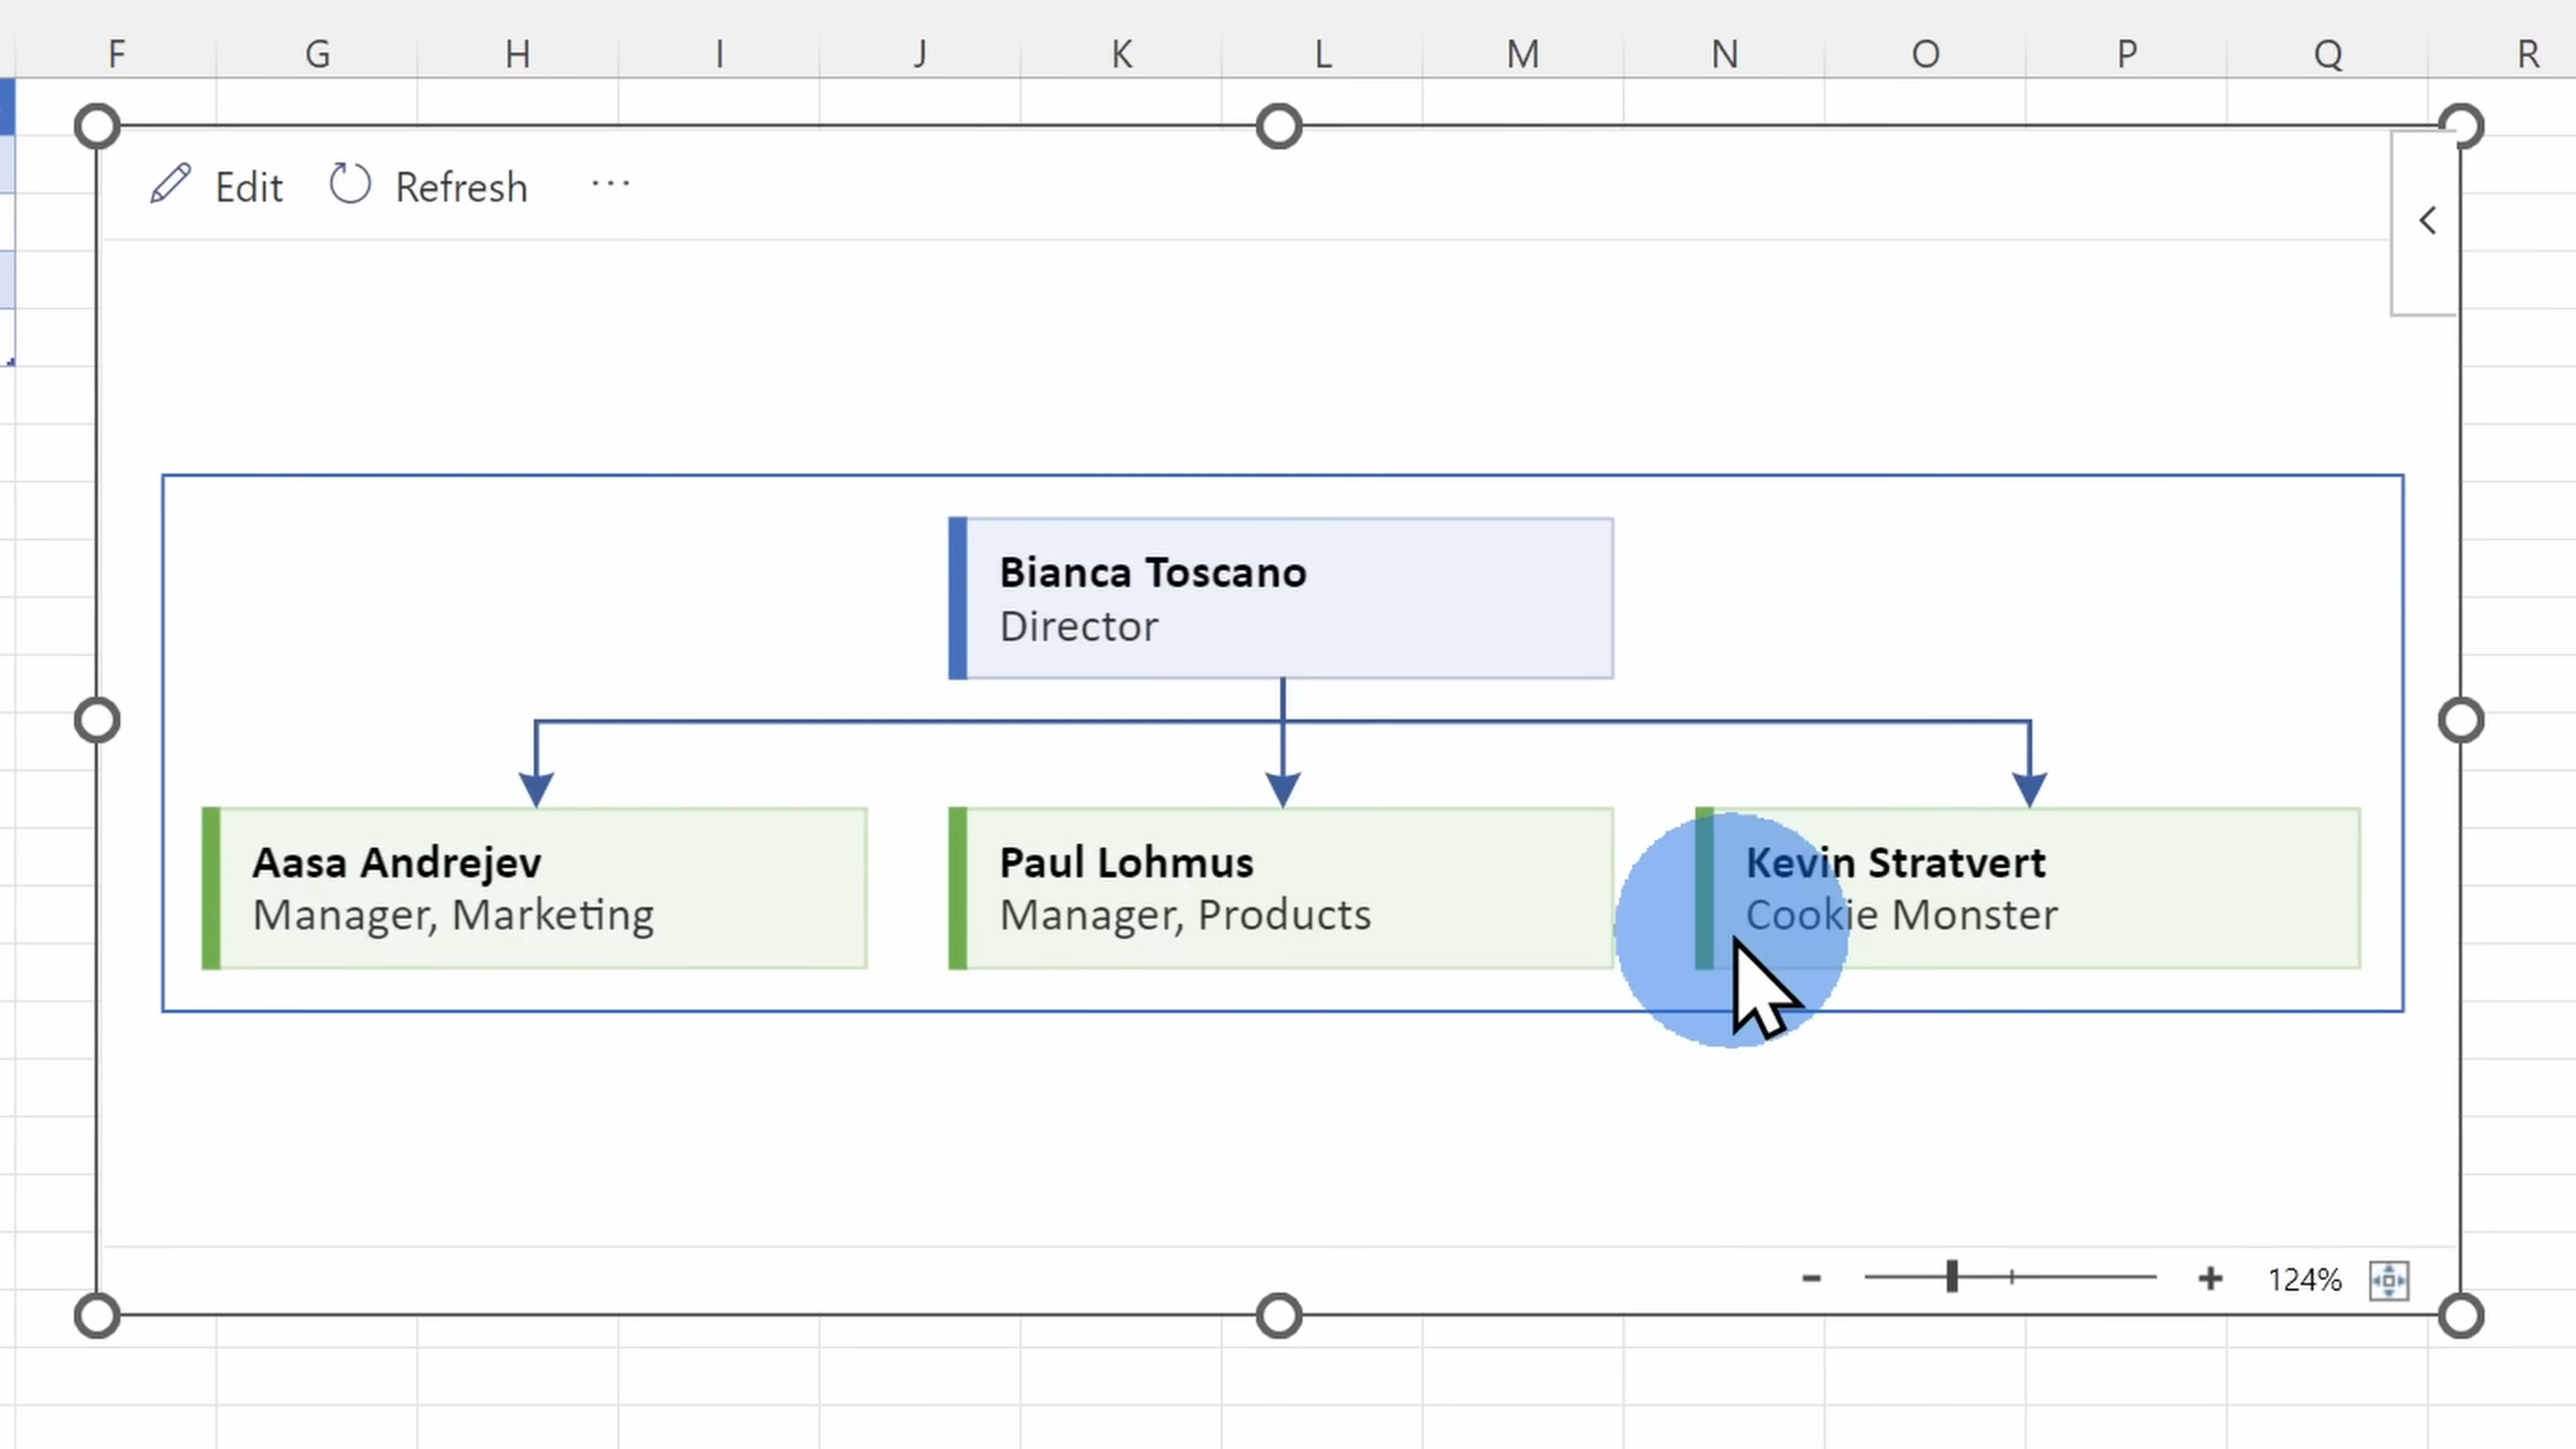 F G H I J K L M N O P Q R
Edit Refresh ...
Bianca Toscano
Director
Aasa Andrejev
Manager, Marketing
Paul Lohmus
Manager, Products
Kevin Stratvert
Cookie Monster
124%